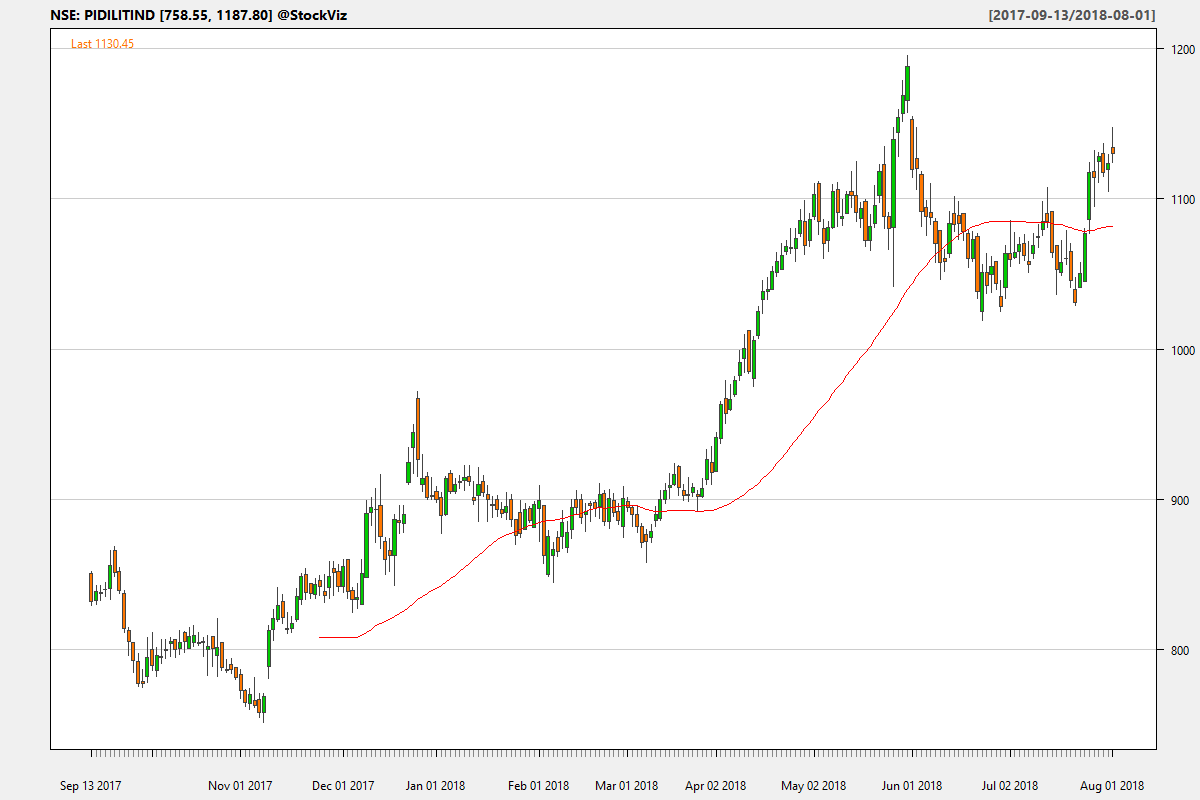 NSE: PIDILITIND [758.55, 1187.80] @StockViz [2017-09-13/2018-08-01]
Last 1130.45
1200
1100
1000
900
800
Sep 13 2017 Nov 01 2017 Dec 01 2017 Jan 01 2018 Feb 01 2018 Mar 01 2018 Apr 02 2018 May 02 2018 Jun 01 2018 Jul 02 2018 Aug 01 2018